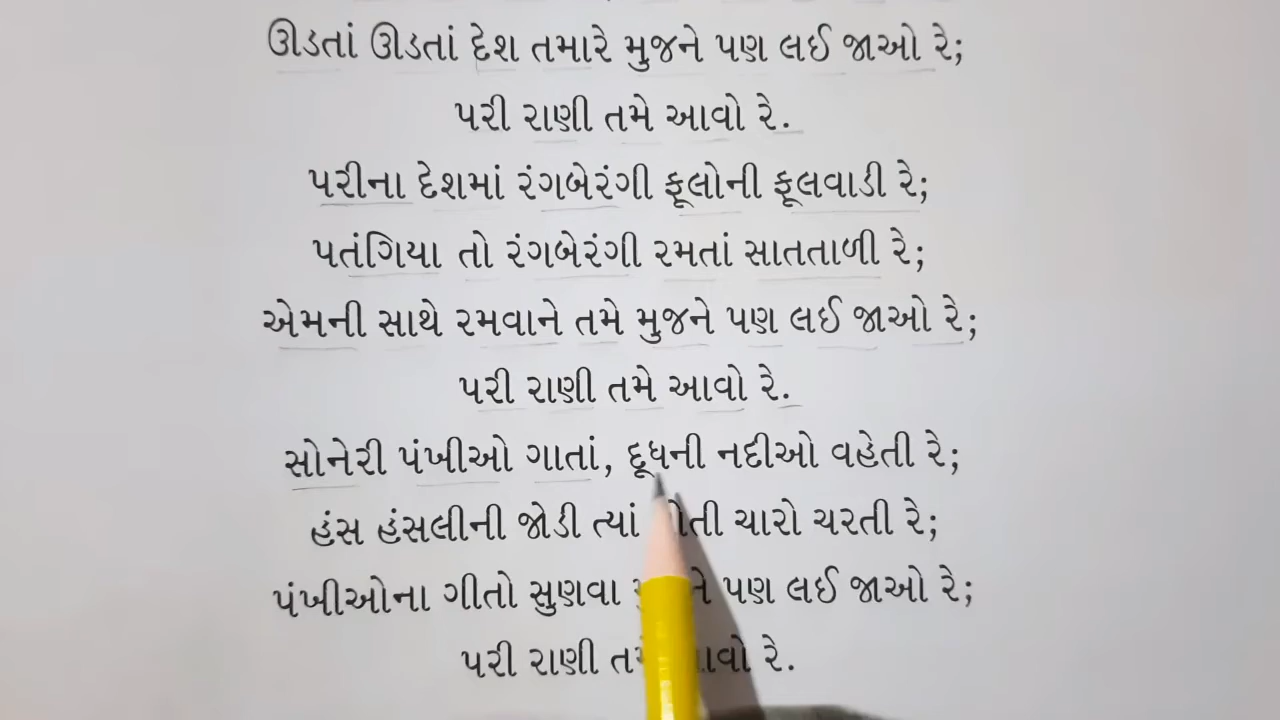 ઊડતાં ઊડતાં દેશ તમારે મુજને પણ લઈ જાઓ રે;
પરી રાણી તમે આવો રે.
પરીના દેશમાં રંગબેરંગી ફૂલોની ફૂલવાડી રે;
પતંગિયા તો રંગબેરંગી રમતાં સાતતાળી રે;
એમની સાથે રમવાને તમે મુજને પણ લઈ જાઓ રે;
પરી રાણી તમે આવો રે.
સોનેરી પંખીઓ ગાતાં, દૂધની નદીઓ વહેતી રે;
હંસ હંસલીની જોડી ત્યાં ચારો ચરતી રે;
પંખીઓના ગીતો સુણવા પણ લઈ જાઓ રે;
પરી રાણી રે.